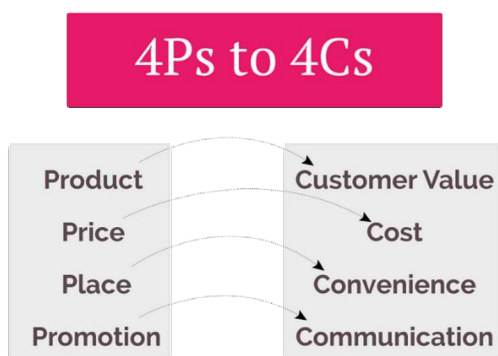 4Ps to 4Cs
Product
Customer Value
Price
Cost
Place
Convenience
Promotion
Communication